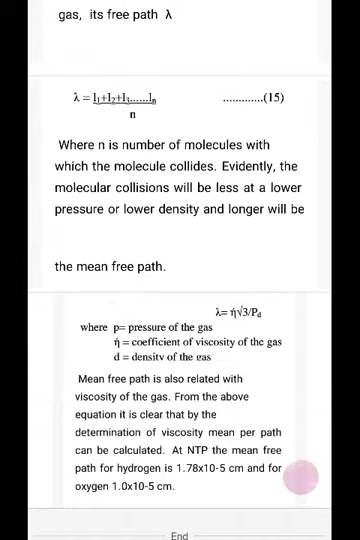 gas, its free path λ
λ = l₁+l₂+l₃......lₙ .............(15)
n
Where n is number of molecules with
which the molecule collides. Evidently, the
molecular collisions will be less at a lower
pressure or lower density and longer will be
the mean free path.
λ= ή√3/Pd
where p= pressure of the gas
ή = coefficient of viscosity of the gas
d = density of the gas
Mean free path is also related with
viscosity of the gas. From the above
equation it is clear that by the
determination of viscosity mean per path
can be calculated. At NTP the mean free
path for hydrogen is 1.78x10-5 cm and for
oxygen 1.0x10-5 cm.
End